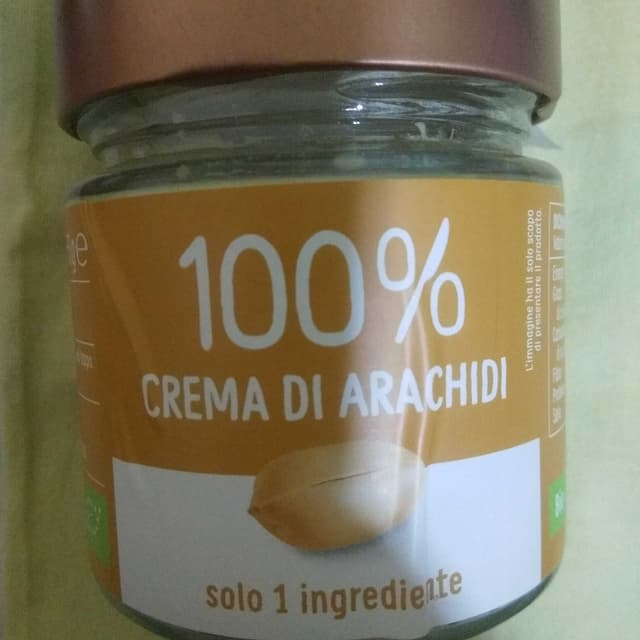 100%
CREMA DI ARACHIDI
solo 1 ingrediente
L'immagine ha il solo scopo
di presentare il prodotto